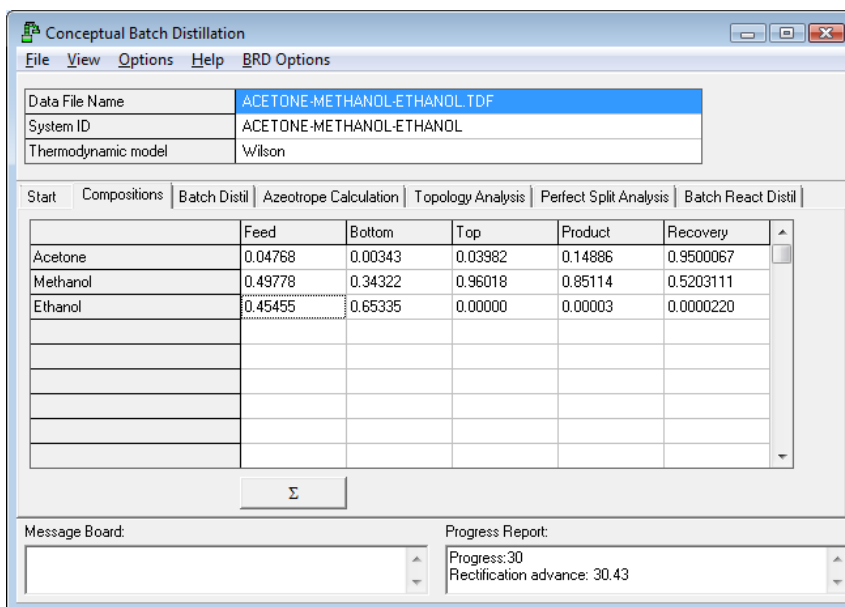 Conceptual Batch Distillation
File View Options Help BRD Options
Data File Name ACETONE-METHANOL-ETHANOL.TDF
System ID ACETONE-METHANOL-ETHANOL
Thermodynamic model Wilson
Start Compositions Batch Distil Azeotrope Calculation Topology Analysis Perfect Split Analysis Batch React Distil
Feed Bottom Top Product Recovery
Acetone 0.04768 0.00343 0.03982 0.14886 0.9500067
Methanol 0.49778 0.34322 0.96018 0.85114 0.5203111
Ethanol 0.45455 0.65335 0.00000 0.00003 0.0000220
Σ
Message Board: Progress Report:
Progress:30
Rectification advance: 30.43